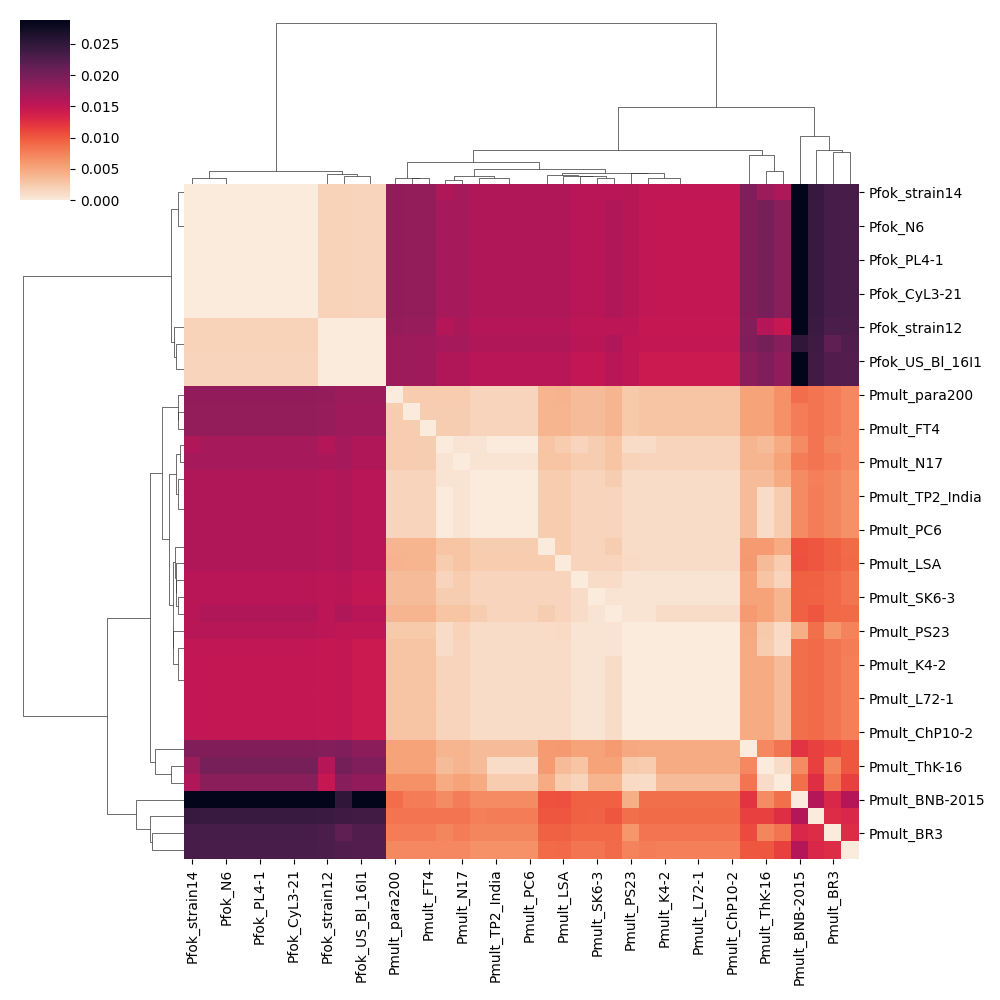 0.025
0.020
0.015
0.010
0.005
0.000
Pfok_strain14
Pfok_N6
Pfok_PL4-1
Pfok_CyL3-21
Pfok_strain12
Pfok_US_Bl_16I1
Pmult_para200
Pmult_FT4
Pmult_N17
Pmult_TP2_India
Pmult_PC6
Pmult_LSA
Pmult_SK6-3
Pmult_PS23
Pmult_K4-2
Pmult_L72-1
Pmult_ChP10-2
Pmult_ThK-16
Pmult_BNB-2015
Pmult_BR3
Pfok_strain14
Pfok_N6
Pfok_PL4-1
Pfok_CyL3-21
Pfok_strain12
Pfok_US_Bl_16I1
Pmult_para200
Pmult_FT4
Pmult_N17
Pmult_TP2_India
Pmult_PC6
Pmult_LSA
Pmult_SK6-3
Pmult_PS23
Pmult_K4-2
Pmult_L72-1
Pmult_ChP10-2
Pmult_ThK-16
Pmult_BNB-2015
Pmult_BR3